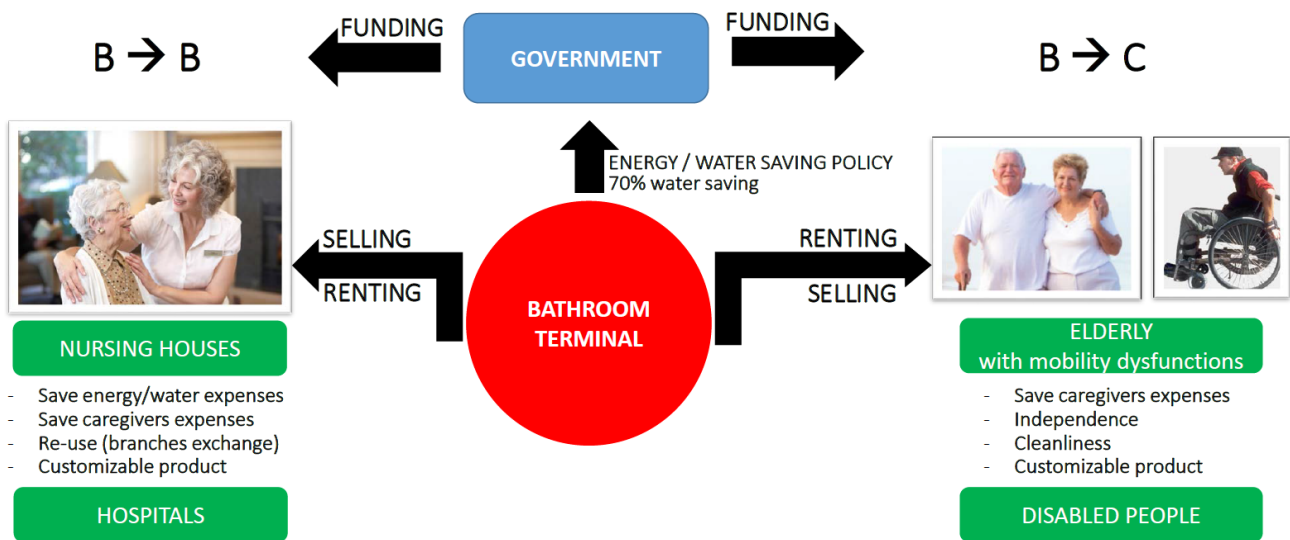 B → B
FUNDING
GOVERNMENT
FUNDING
B → C
ENERGY / WATER SAVING POLICY
70% water saving
SELLING
RENTING
BATHROOM
TERMINAL
RENTING
SELLING
NURSING HOUSES
- Save energy/water expenses
- Save caregivers expenses
- Re-use (branches exchange)
- Customizable product
HOSPITALS
ELDERLY
with mobility dysfunctions
- Save caregivers expenses
- Independence
- Cleanliness
- Customizable product
DISABLED PEOPLE